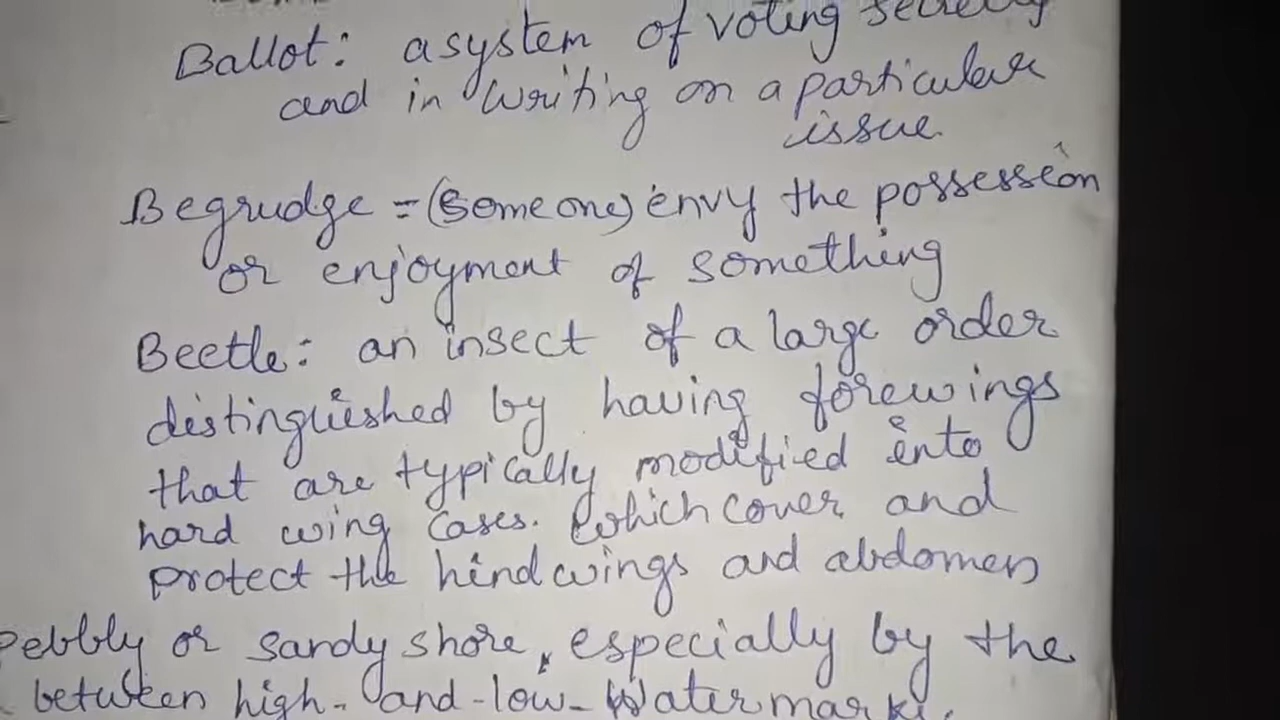 Ballot: a system of voting secretly
and in writing on a particular
issue.
Begrudge = (Someone) envy the possession
or enjoyment of something
Beetle: an insect of a large order
distinguished by having forewings
that are typically modified into
hard wing cases. which cover and
protect the hindwings and abdomen
Pebbly or sandy shore, especially by the
between high-and-low-Water mark.